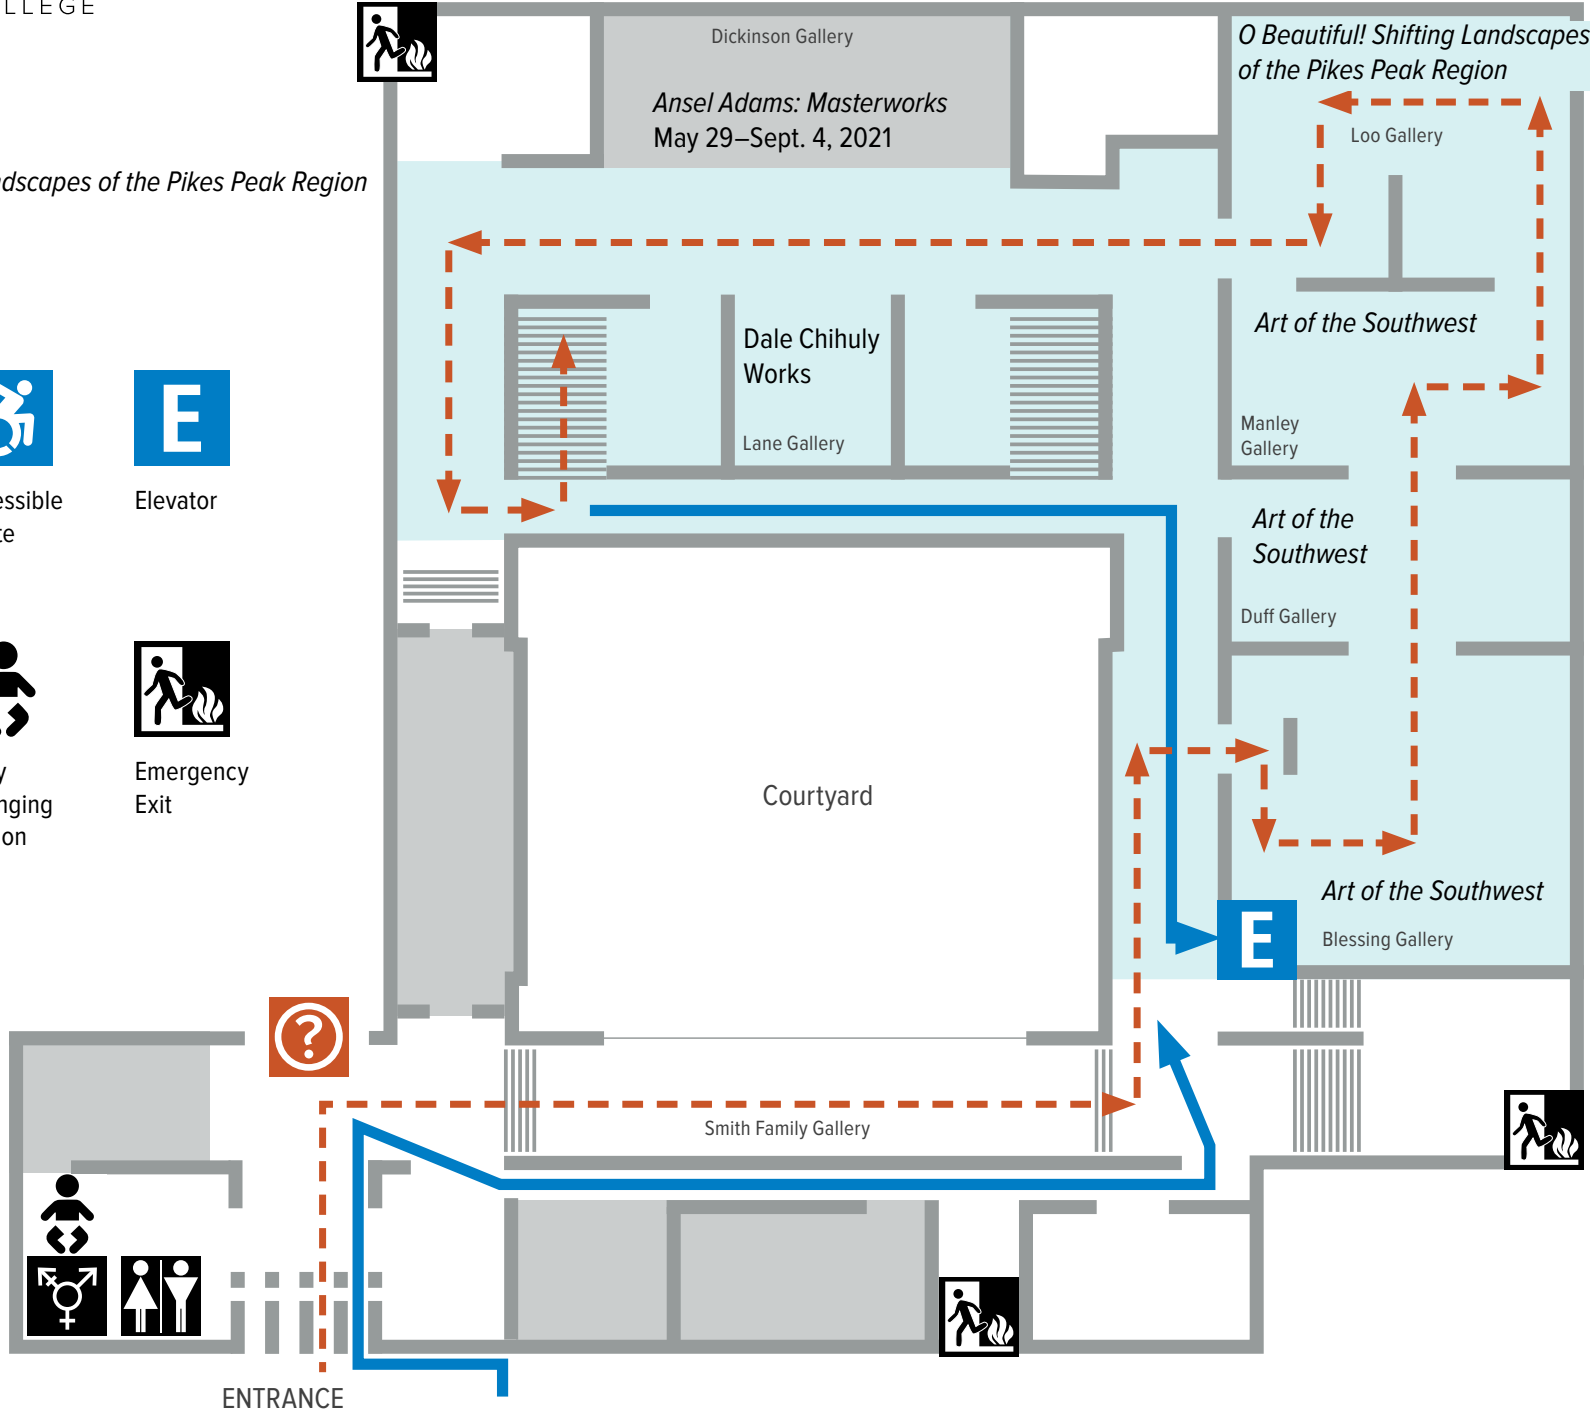 LLEGE
Dickinson Gallery
Ansel Adams: Masterworks
May 29–Sept. 4, 2021
O Beautiful! Shifting Landscapes
of the Pikes Peak Region
Loo Gallery
dscapes of the Pikes Peak Region
Art of the Southwest
Dale Chihuly
Works
Lane Gallery
Manley
Gallery
E
essible
te
Elevator
Art of the
Southwest
Duff Gallery
y
nging
on
Emergency
Exit
Courtyard
Art of the Southwest
Blessing Gallery
E
?
Smith Family Gallery
ENTRANCE